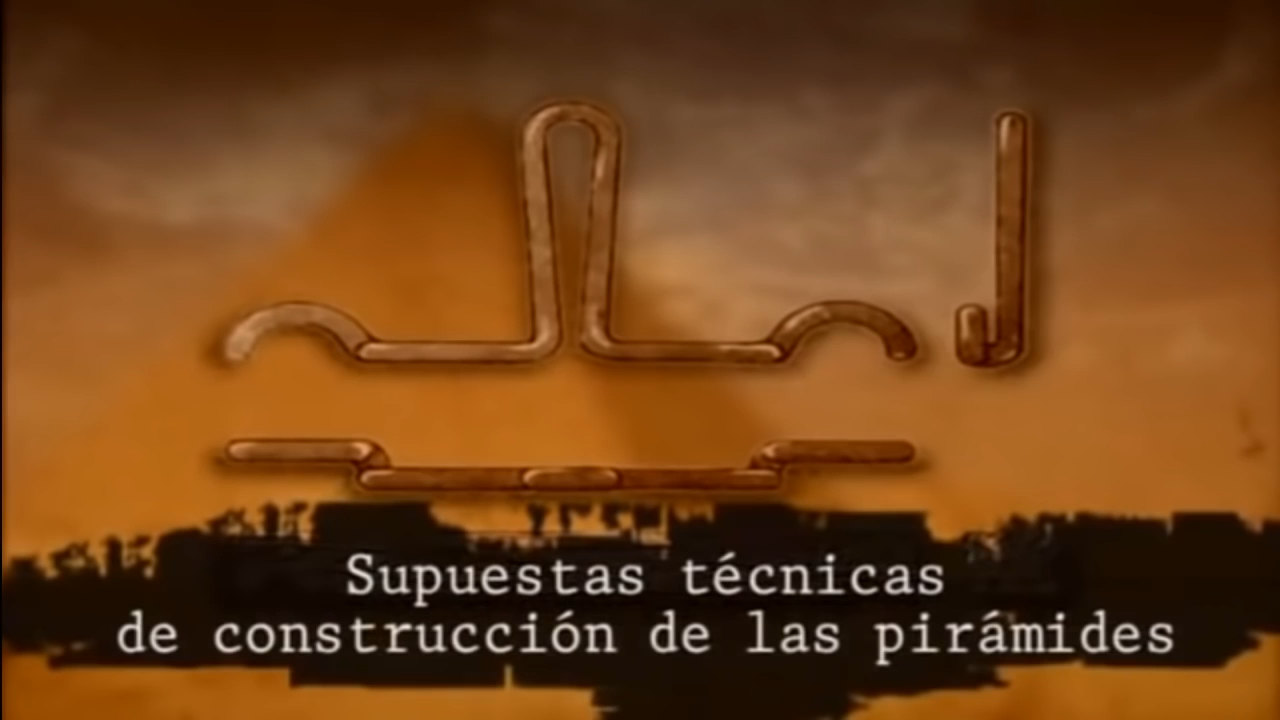 Supuestas técnicas
de construcción de las pirámides